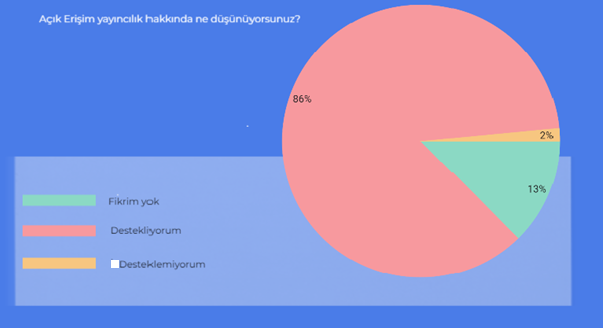 Açık Erişim yayıncılık hakkında ne düşünüyorsunuz?
86%
2%
13%
Fikrim yok
Destekliyorum
Desteklemiyorum